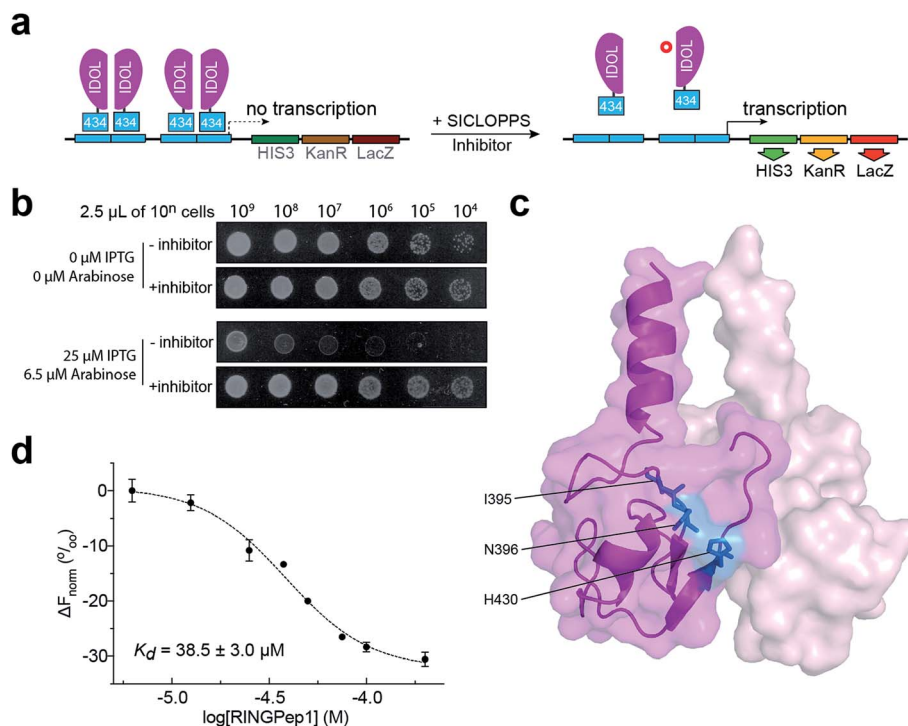 a
IDOL IDOL IDOL IDOL
434 434 434 434
no transcription
HIS3 KanR LacZ
+ SICLOPPS
Inhibitor
IDOL IDOL
434 434
transcription
HIS3 KanR LacZ
b
2.5 µL of 10ⁿ cells 10⁹ 10⁸ 10⁷ 10⁶ 10⁵ 10⁴
0 µM IPTG
0 µM Arabinose
- inhibitor
+inhibitor
25 µM IPTG
6.5 µM Arabinose
- inhibitor
+inhibitor
c
I395
N396
H430
d
ΔFnorm (⁰/₀₀)
0
-10
-20
-30
Kd = 38.5 ± 3.0 µM
-5.0 -4.5 -4.0
log[RINGPep1] (M)